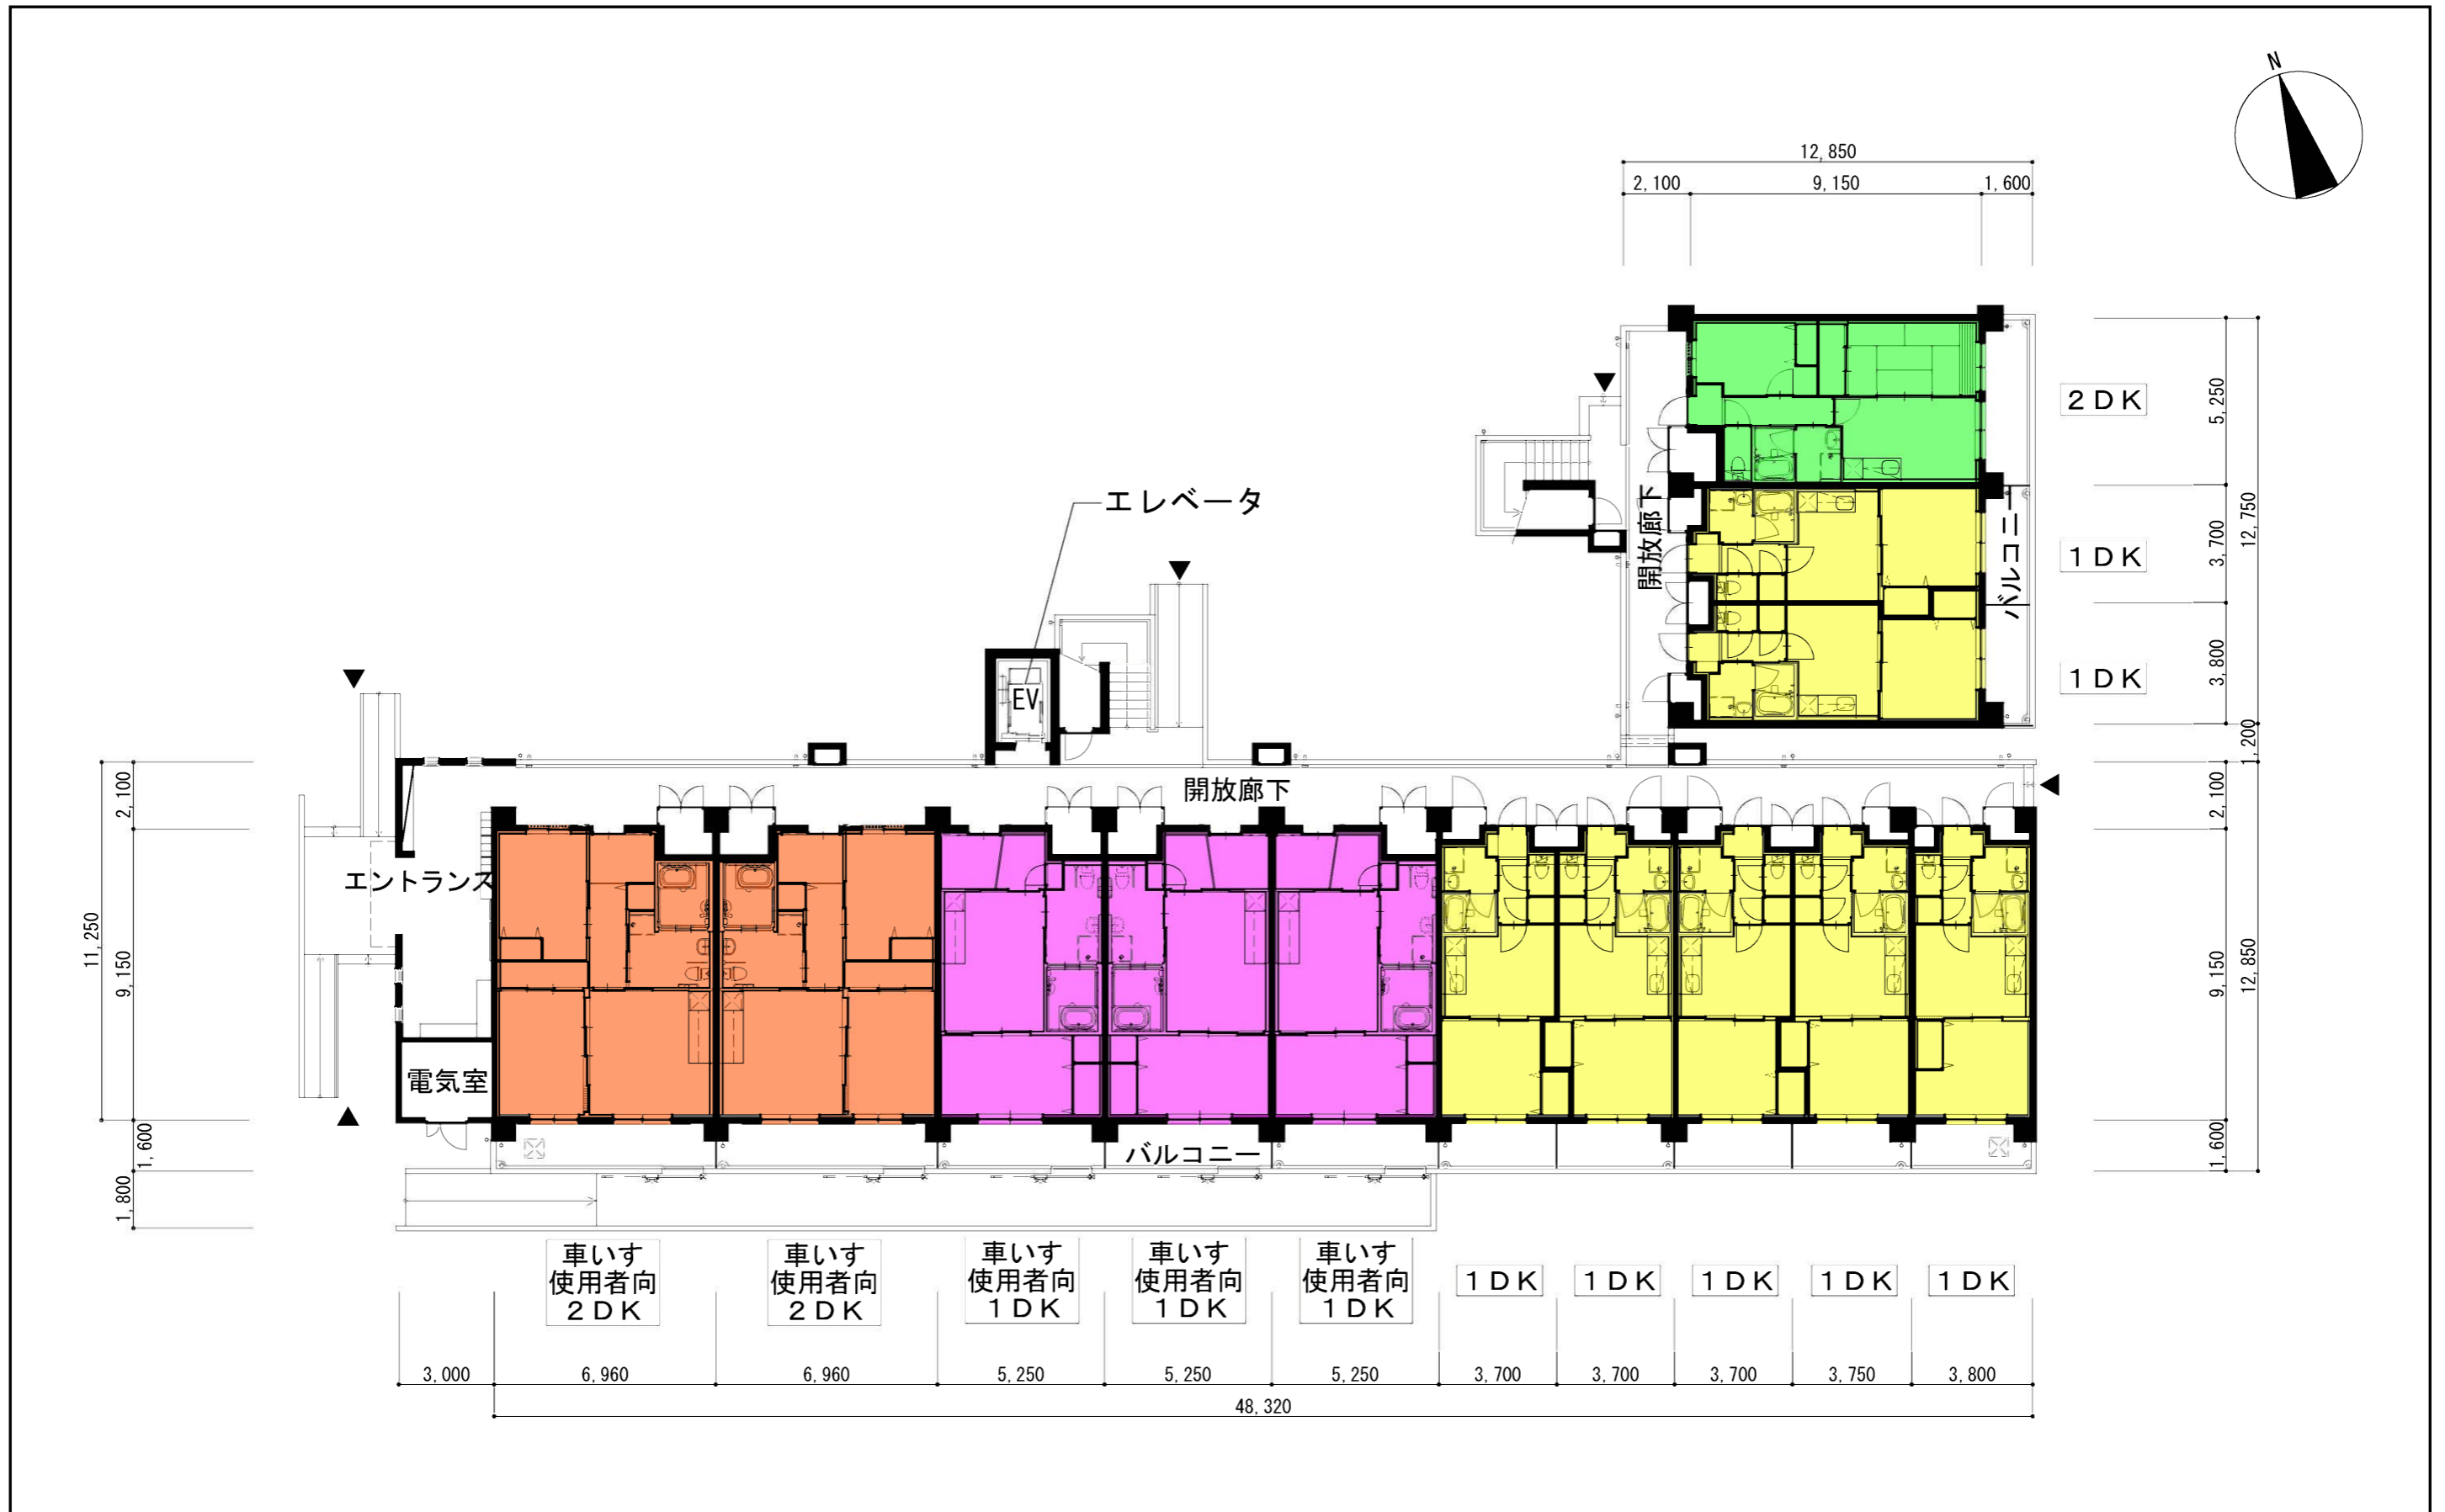 N
12,850
2,100
9,150
1,600
2DK
5,250
エレベータ
開放廊下
バルコニー
1DK
3,700
12,750
1DK
3,800
EV
1,200
開放廊下
2,100
2,100
エントランス
11,250
9,150
9,150
12,850
電気室
バルコニー
1,600
1,600
1,800
車いす
使用者向
2DK
車いす
使用者向
2DK
車いす
使用者向
1DK
車いす
使用者向
1DK
車いす
使用者向
1DK
1DK
1DK
1DK
1DK
1DK
3,000
6,960
6,960
5,250
5,250
5,250
3,700
3,700
3,700
3,750
3,800
48,320